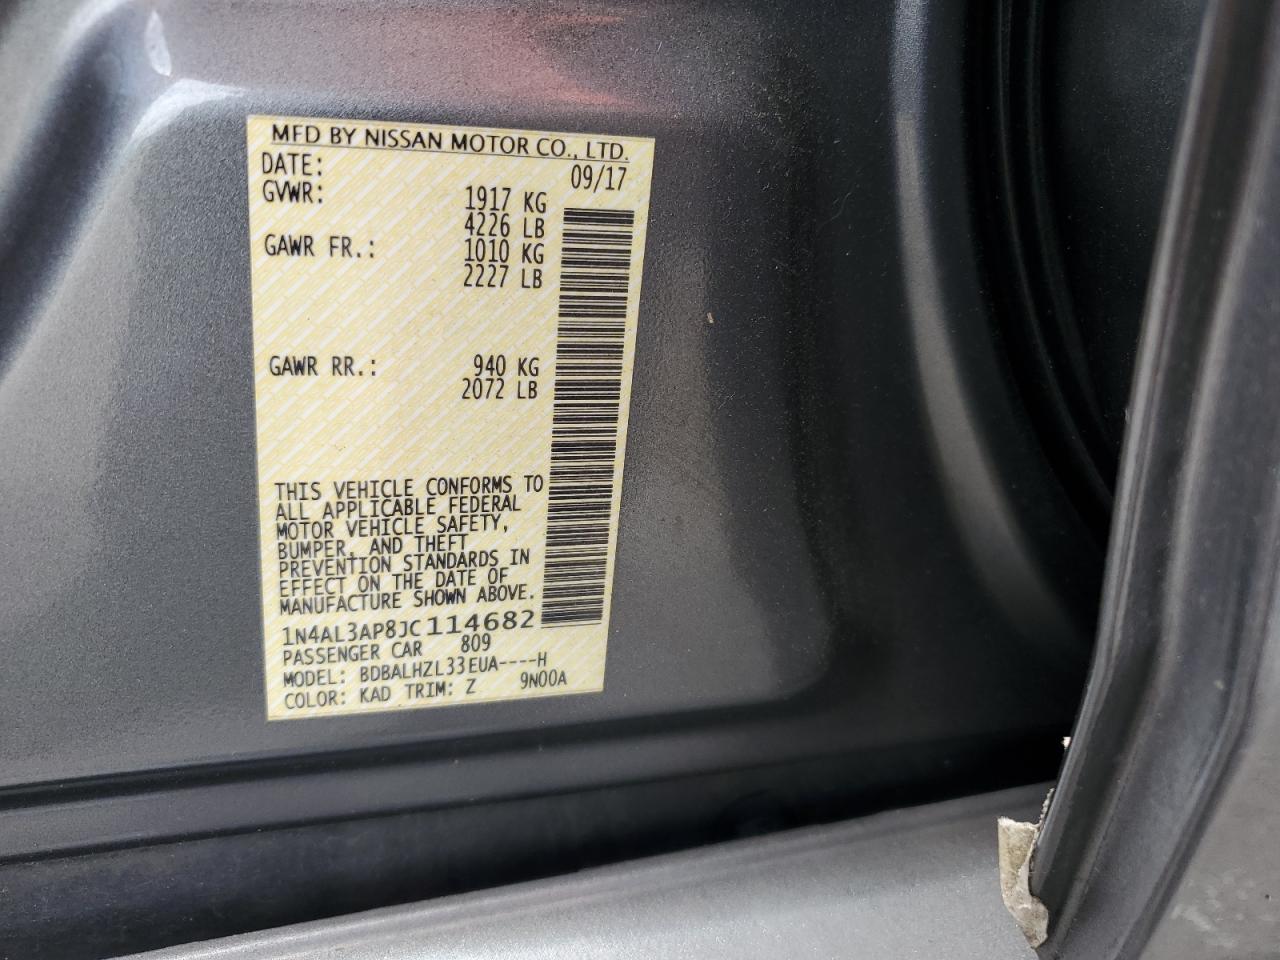 MFD BY NISSAN MOTOR CO., LTD.
DATE: 09/17
GVWR: 1917 KG
4226 LB
GAWR FR.: 1010 KG
2227 LB
GAWR RR.: 940 KG
2072 LB
THIS VEHICLE CONFORMS TO
ALL APPLICABLE FEDERAL
MOTOR VEHICLE SAFETY,
BUMPER, AND THEFT
PREVENTION STANDARDS IN
EFFECT ON THE DATE OF
MANUFACTURE SHOWN ABOVE.
1N4AL3AP8JC114682
PASSENGER CAR 809
MODEL: BDBALHZL33EUA----H
COLOR: KAD TRIM: Z 9N00A